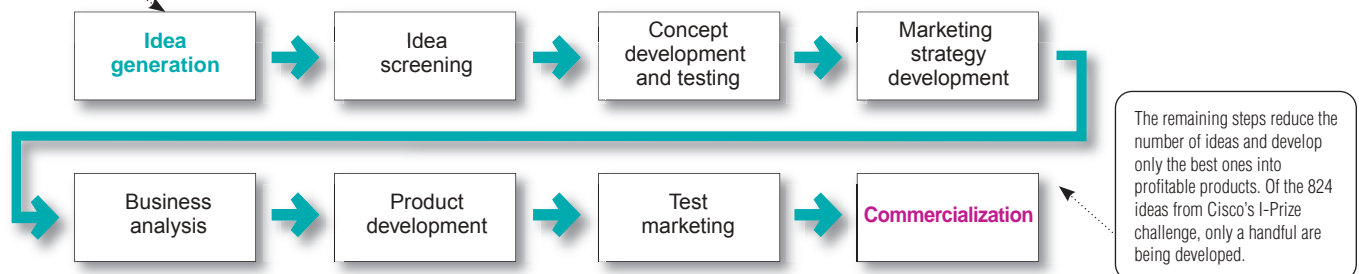 Idea
generation
Idea
screening
Concept
development
and testing
Marketing
strategy
development
Business
analysis
Product
development
Test
marketing
Commercialization
The remaining steps reduce the
number of ideas and develop
only the best ones into
profitable products. Of the 824
ideas from Cisco's I-Prize
challenge, only a handful are
being developed.